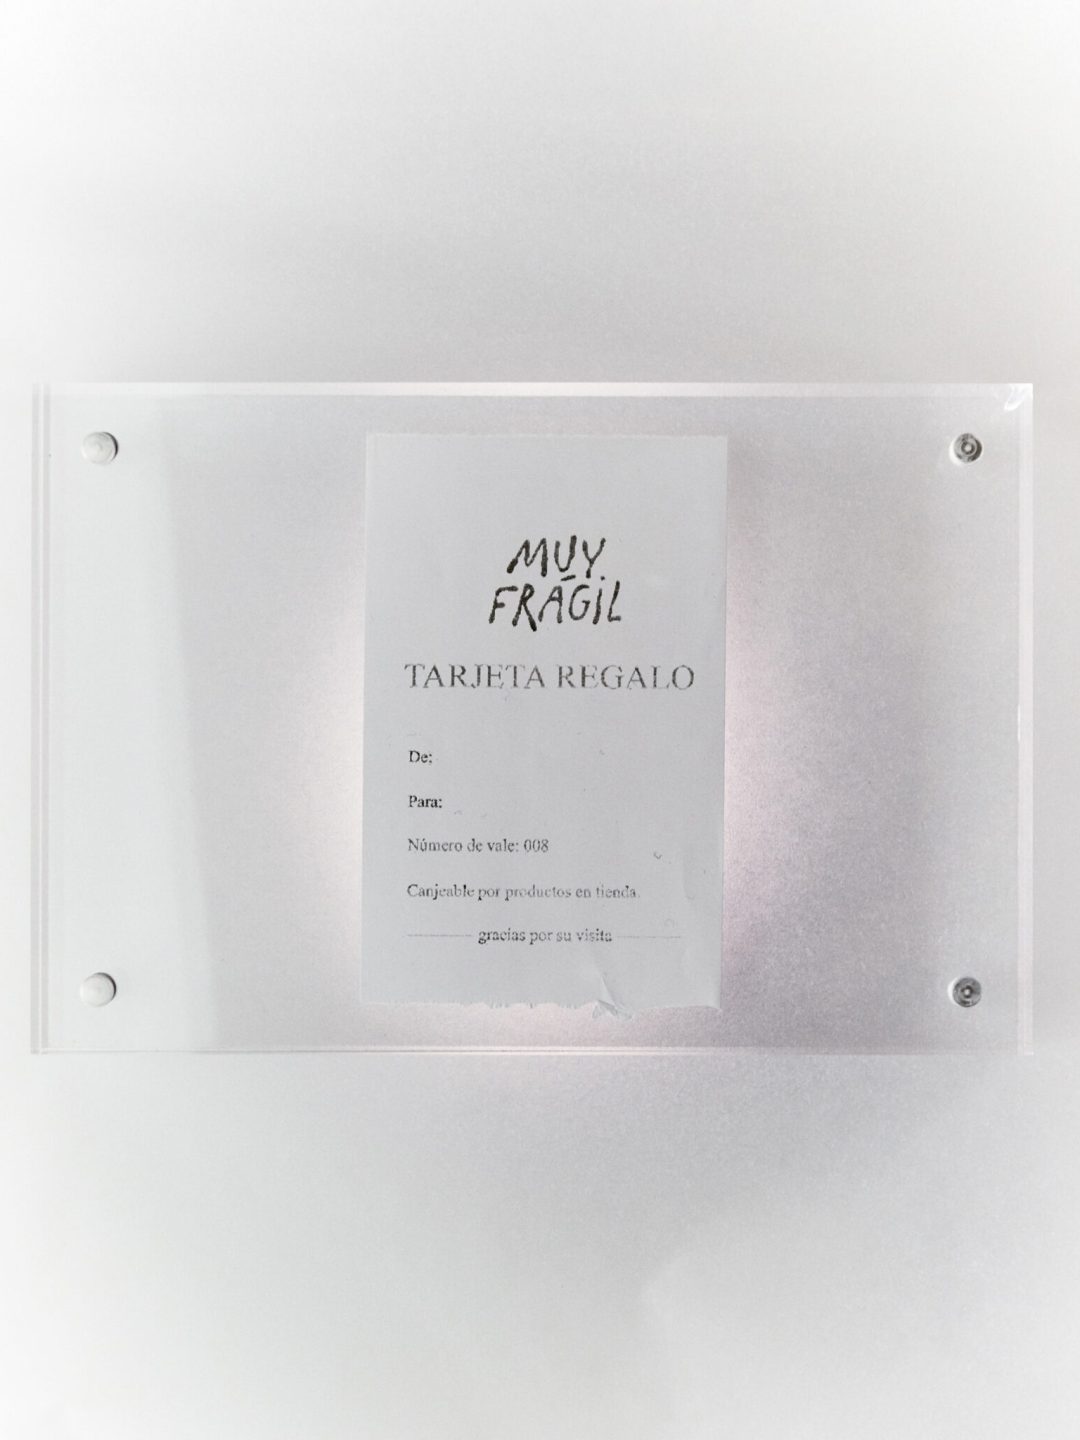 MUY
FRÁGiL
TARJETA REGALO
De:
Para:
Número de vale: 008
Canjeable por productos en tienda.
gracias por su visita